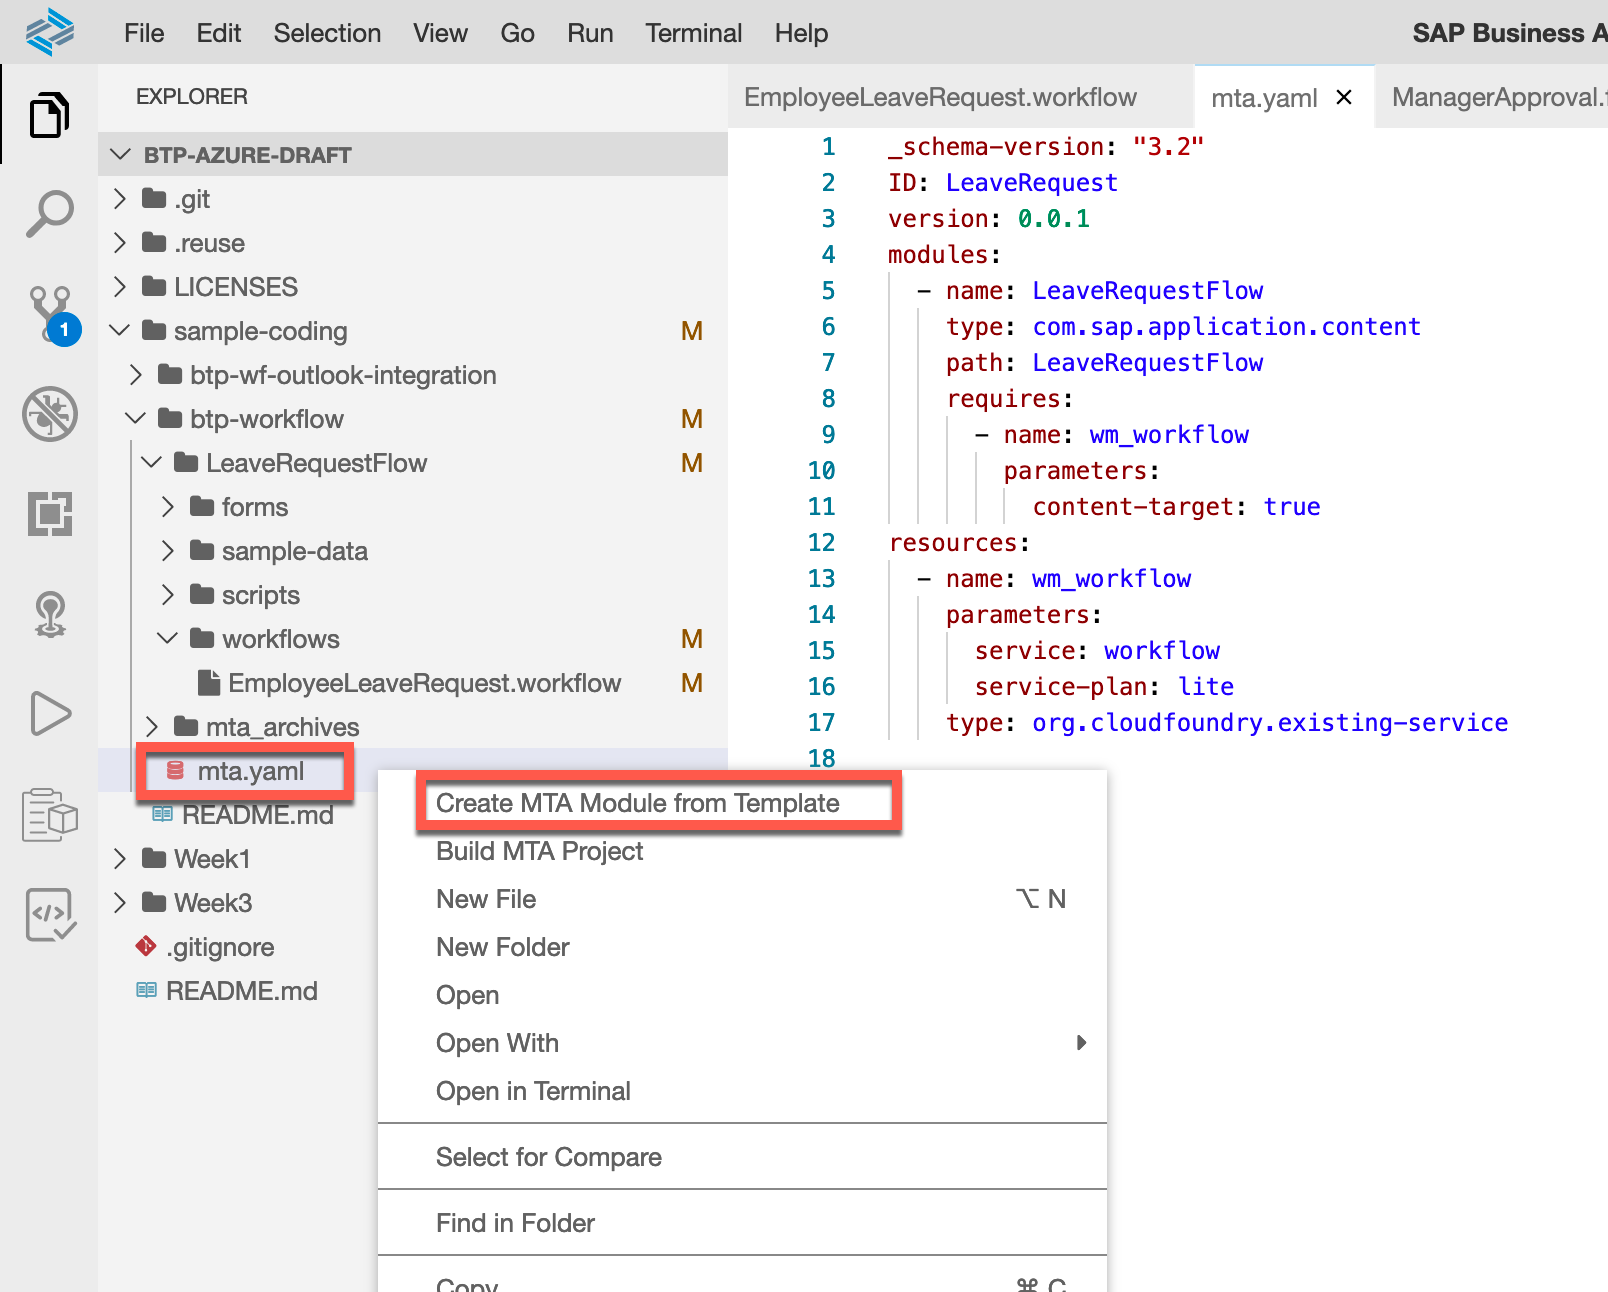 File Edit Selection View Go Run Terminal Help SAP Business A
EXPLORER
EmployeeLeaveRequest.workflow mta.yaml × ManagerApproval.
BTP-AZURE-DRAFT
.git
.reuse
LICENSES
sample-coding M
1
btp-wf-outlook-integration
btp-workflow M
LeaveRequestFlow M
forms
sample-data
scripts
workflows M
EmployeeLeaveRequest.workflow M
mta_archives
mta.yaml
README.md
Week1
Week3
.gitignore
README.md
1 _schema-version: "3.2"
2 ID: LeaveRequest
3 version: 0.0.1
4 modules:
5 - name: LeaveRequestFlow
6 type: com.sap.application.content
7 path: LeaveRequestFlow
8 requires:
9 - name: wm_workflow
10 parameters:
11 content-target: true
12 resources:
13 - name: wm_workflow
14 parameters:
15 service: workflow
16 service-plan: lite
17 type: org.cloudfoundry.existing-service
18
Create MTA Module from Template
Build MTA Project
New File ⌥ N
New Folder
Open
Open With
Open in Terminal
Select for Compare
Find in Folder
Copy ⌘ C